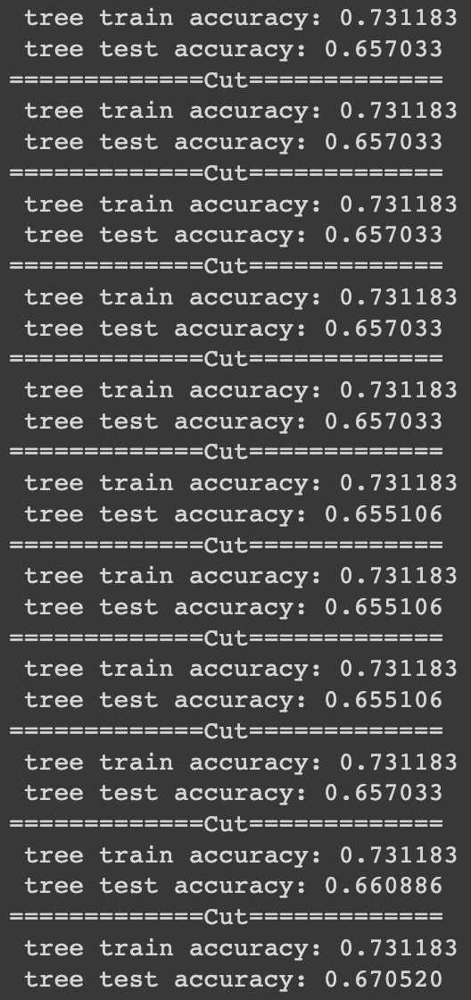 tree train accuracy: 0.731183
tree test accuracy: 0.657033
=============Cut=============
tree train accuracy: 0.731183
tree test accuracy: 0.657033
=============Cut=============
tree train accuracy: 0.731183
tree test accuracy: 0.657033
=============Cut=============
tree train accuracy: 0.731183
tree test accuracy: 0.657033
=============Cut=============
tree train accuracy: 0.731183
tree test accuracy: 0.657033
=============Cut=============
tree train accuracy: 0.731183
tree test accuracy: 0.655106
=============Cut=============
tree train accuracy: 0.731183
tree test accuracy: 0.655106
=============Cut=============
tree train accuracy: 0.731183
tree test accuracy: 0.655106
=============Cut=============
tree train accuracy: 0.731183
tree test accuracy: 0.657033
=============Cut=============
tree train accuracy: 0.731183
tree test accuracy: 0.660886
=============Cut=============
tree train accuracy: 0.731183
tree test accuracy: 0.670520